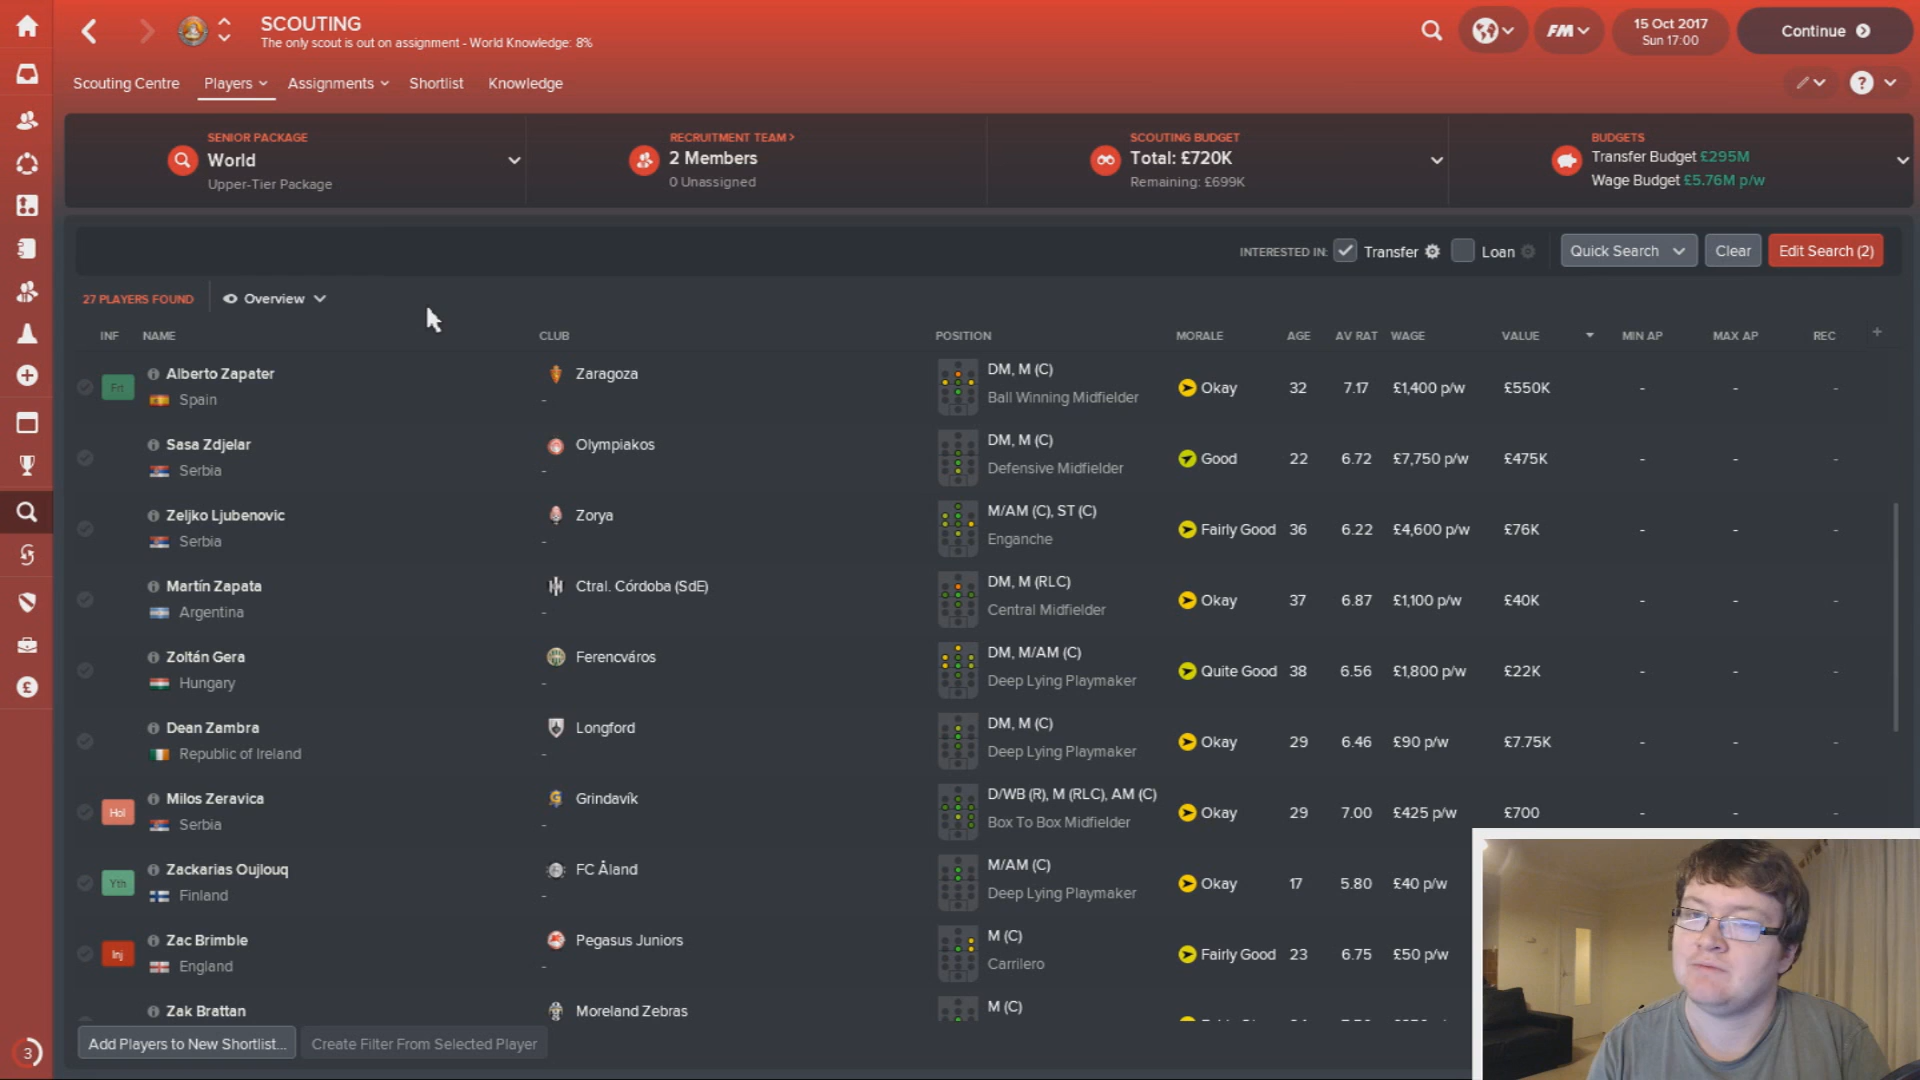 SCOUTING
The only scout is out on assignment - World Knowledge: 8%
FM
15 Oct 2017
Sun 17:00
Continue
Scouting Centre Players Assignments Shortlist Knowledge
?
SENIOR PACKAGE
World
Upper-Tier Package
RECRUITMENT TEAM >
2 Members
0 Unassigned
SCOUTING BUDGET
Total: £720K
Remaining: £699K
BUDGETS
Transfer Budget £295M
Wage Budget £5.76M p/w
INTERESTED IN: Transfer Loan Quick Search Clear Edit Search (2)
27 PLAYERS FOUND Overview
INF NAME CLUB POSITION MORALE AGE AV RAT WAGE VALUE MIN AP MAX AP REC +
Frt Alberto Zapater Zaragoza DM, M (C) Okay 32 7.17 £1,400 p/w £550K - - -
Spain - Ball Winning Midfielder
Sasa Zdjelar Olympiakos DM, M (C) Good 22 6.72 £7,750 p/w £475K - - -
Serbia - Defensive Midfielder
Zeljko Ljubenovic Zorya M/AM (C), ST (C) Fairly Good 36 6.22 £4,600 p/w £76K - - -
Serbia - Enganche
Martín Zapata Ctral. Córdoba (SdE) DM, M (RLC) Okay 37 6.87 £1,100 p/w £40K - - -
Argentina - Central Midfielder
Zoltán Gera Ferencváros DM, M/AM (C) Quite Good 38 6.56 £1,800 p/w £22K - - -
Hungary - Deep Lying Playmaker
Dean Zambra Longford DM, M (C) Okay 29 6.46 £90 p/w £7.75K - - -
Republic of Ireland - Deep Lying Playmaker
Hol Milos Zeravica Grindavík D/WB (R), M (RLC), AM (C) Okay 29 7.00 £425 p/w £700 - - -
Serbia - Box To Box Midfielder
Yth Zackarias Oujlouq FC Åland M/AM (C) Okay 17 5.80 £40 p/w
Finland - Deep Lying Playmaker
Inj Zac Brimble Pegasus Juniors M (C) Fairly Good 23 6.75 £50 p/w
England - Carrilero
Zak Brattan Moreland Zebras M (C)
Add Players to New Shortlist... Create Filter From Selected Player
3